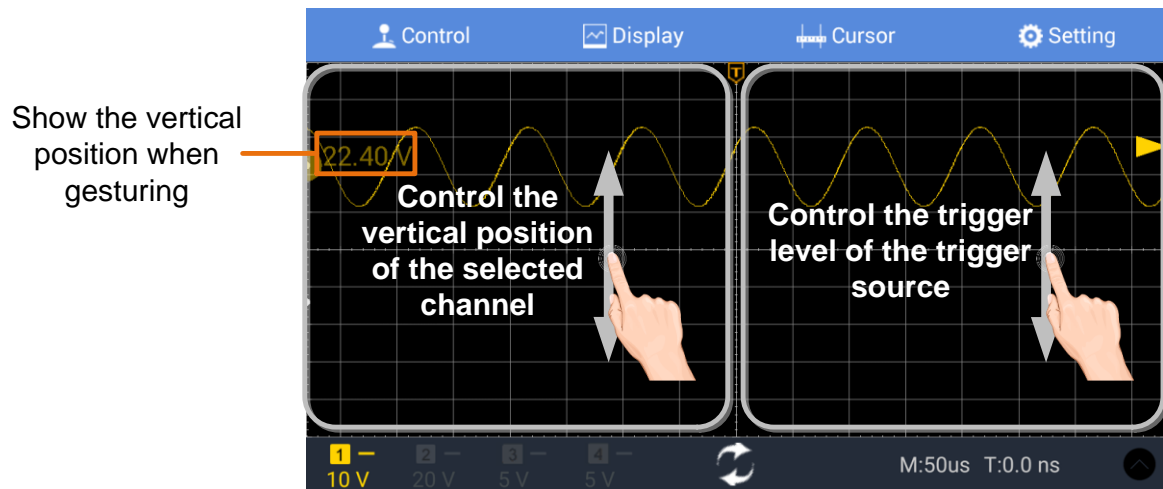 Control Display Cursor Setting
T
Show the vertical
position when
gesturing
22.40 V
Control the
vertical position
of the selected
channel
Control the trigger
level of the trigger
source
1 2 3 4
10 V 20 V 5 V 5 V
M:50us T:0.0 ns